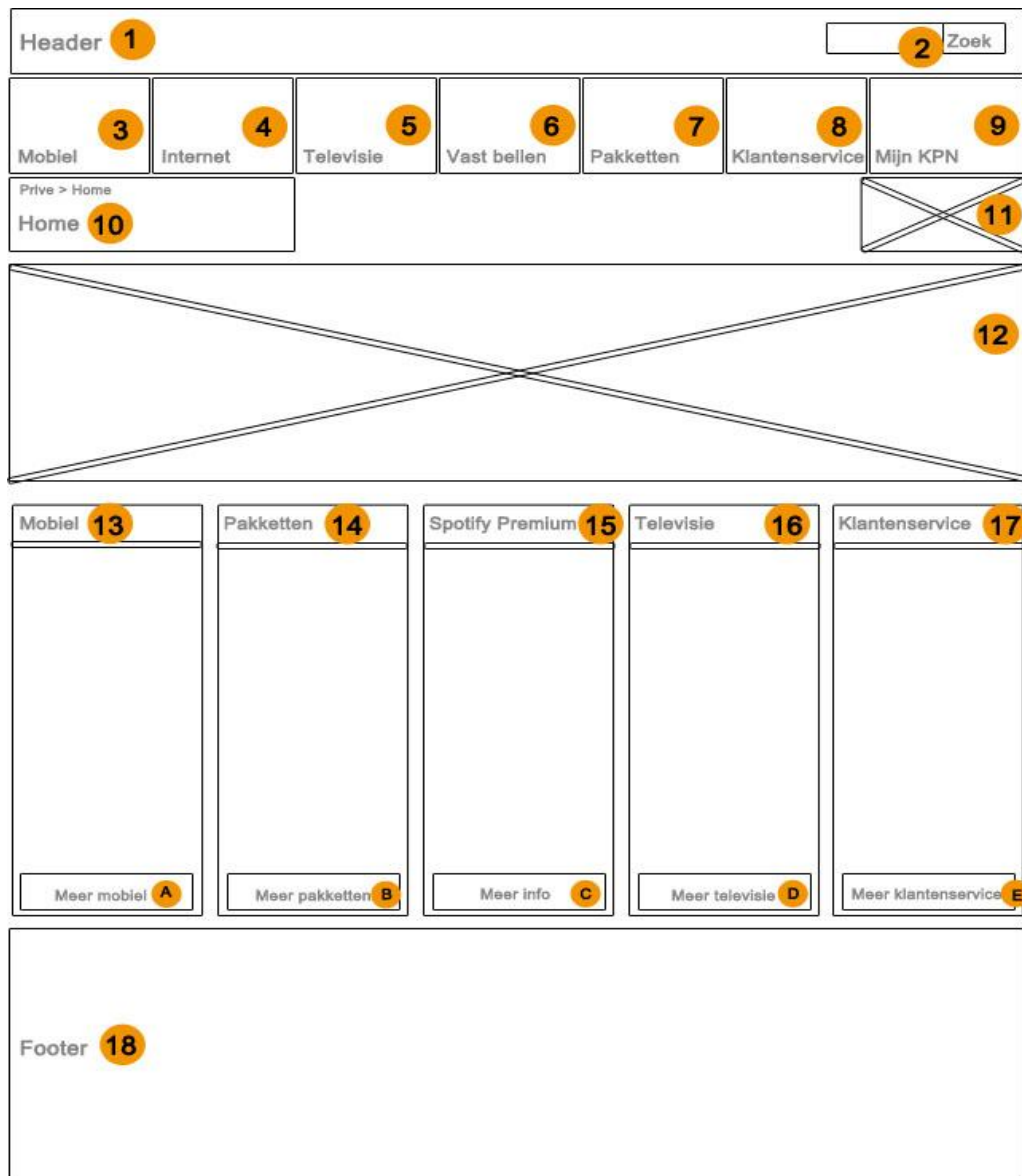 Header 1
2 Zoek
3 4 5 6 7 8 9
Mobiel Internet Televisie Vast bellen Pakketten Klantenservice Mijn KPN
Prive > Home
Home 10
11
12
Mobiel 13 Pakketten 14 Spotify Premium 15 Televisie 16 Klantenservice 17
Meer mobiel A Meer pakketten B Meer info C Meer televisie D Meer klantenservice E
Footer 18